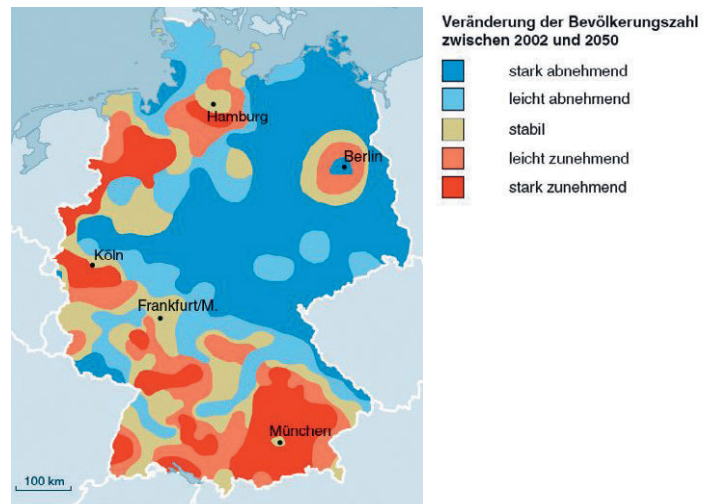 Veränderung der Bevölkerungszahl
zwischen 2002 und 2050
stark abnehmend
leicht abnehmend
stabil
leicht zunehmend
stark zunehmend
Hamburg
Berlin
Köln
Frankfurt/M.
München
100 km